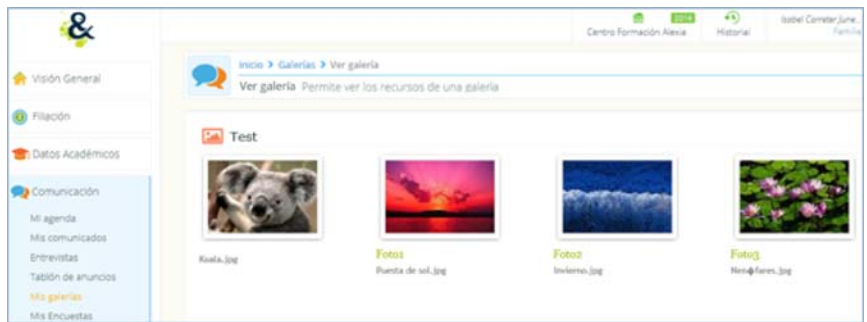 &
Centro Formación Alexia
2014
Historial
Isabel Correter June...
Familia
Visión General
Filiación
Datos Académicos
Comunicación
Mi agenda
Mis comunicados
Entrevistas
Tablón de anuncios
Mis galerías
Mis Encuestas
Inicio > Galerías > Ver galería
Ver galería Permite ver los recursos de una galería
Test
Koala.jpg
Foto1
Puesta de sol.jpg
Foto2
Invierno.jpg
Foto3
Nen�fares.jpg